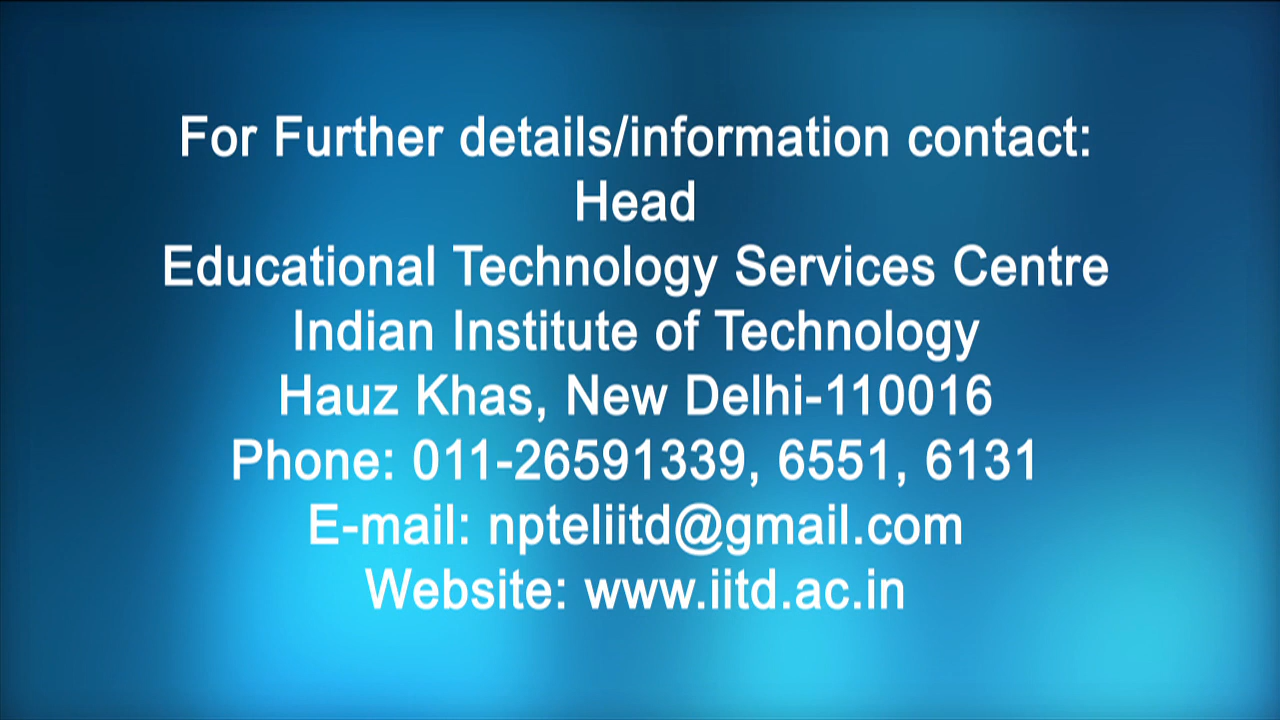 For Further details/information contact:
Head
Educational Technology Services Centre
Indian Institute of Technology
Hauz Khas, New Delhi-110016
Phone: 011-26591339, 6551, 6131
E-mail: npteliitd@gmail.com
Website: www.iitd.ac.in